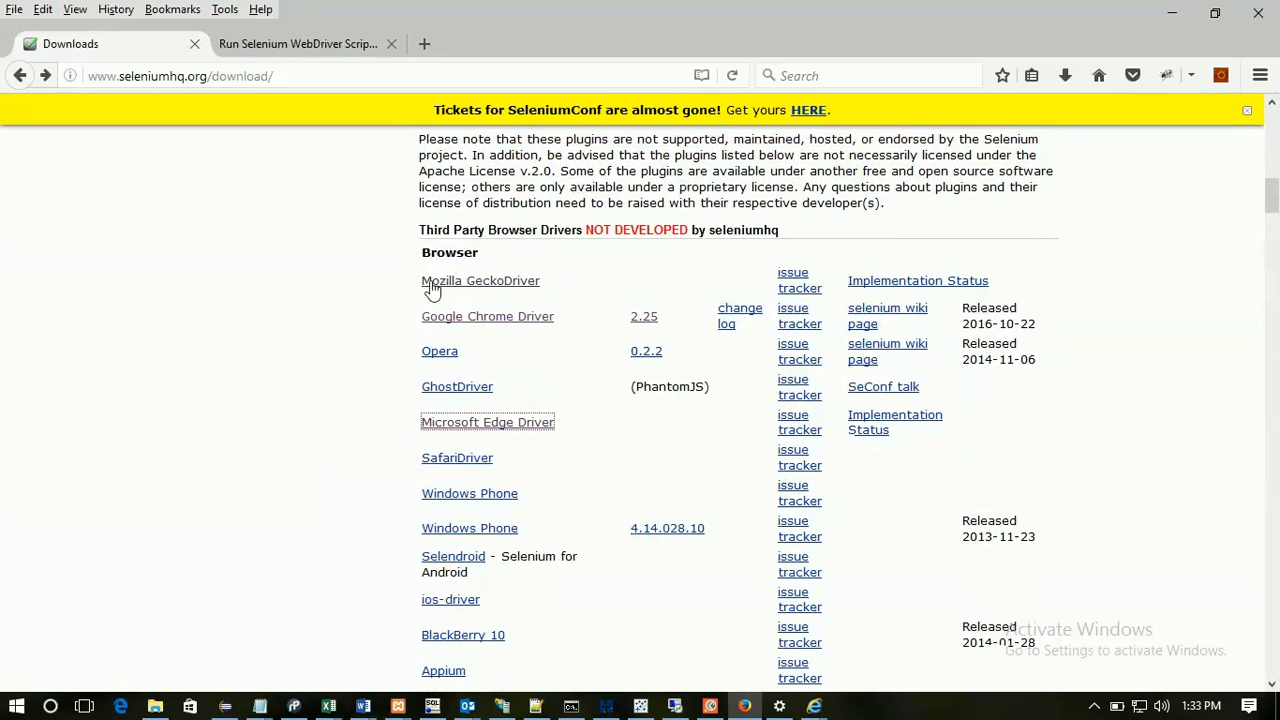 File Edit View History Bookmarks Tools Help
Downloads
Run Selenium WebDriver Scrip...
www.seleniumhq.org/download/
Search
Tickets for SeleniumConf are almost gone! Get yours HERE.
Please note that these plugins are not supported, maintained, hosted, or endorsed by the Selenium
project. In addition, be advised that the plugins listed below are not necessarily licensed under the
Apache License v.2.0. Some of the plugins are available under another free and open source software
license; others are only available under a proprietary license. Any questions about plugins and their
license of distribution need to be raised with their respective developer(s).
Third Party Browser Drivers NOT DEVELOPED by seleniumhq
Browser
Mozilla GeckoDriver issue tracker Implementation Status
Google Chrome Driver 2.25 change log issue tracker selenium wiki page Released 2016-10-22
Opera 0.2.2 issue tracker selenium wiki page Released 2014-11-06
GhostDriver (PhantomJS) issue tracker SeConf talk
Microsoft Edge Driver issue tracker Implementation Status
SafariDriver issue tracker
Windows Phone issue tracker
Windows Phone 4.14.028.10 issue tracker Released 2013-11-23
Selendroid - Selenium for Android issue tracker
ios-driver issue tracker
BlackBerry 10 issue tracker Released 2014-01-28
Appium issue tracker
Activate Windows
Go to Settings to activate Windows.
1:33 PM